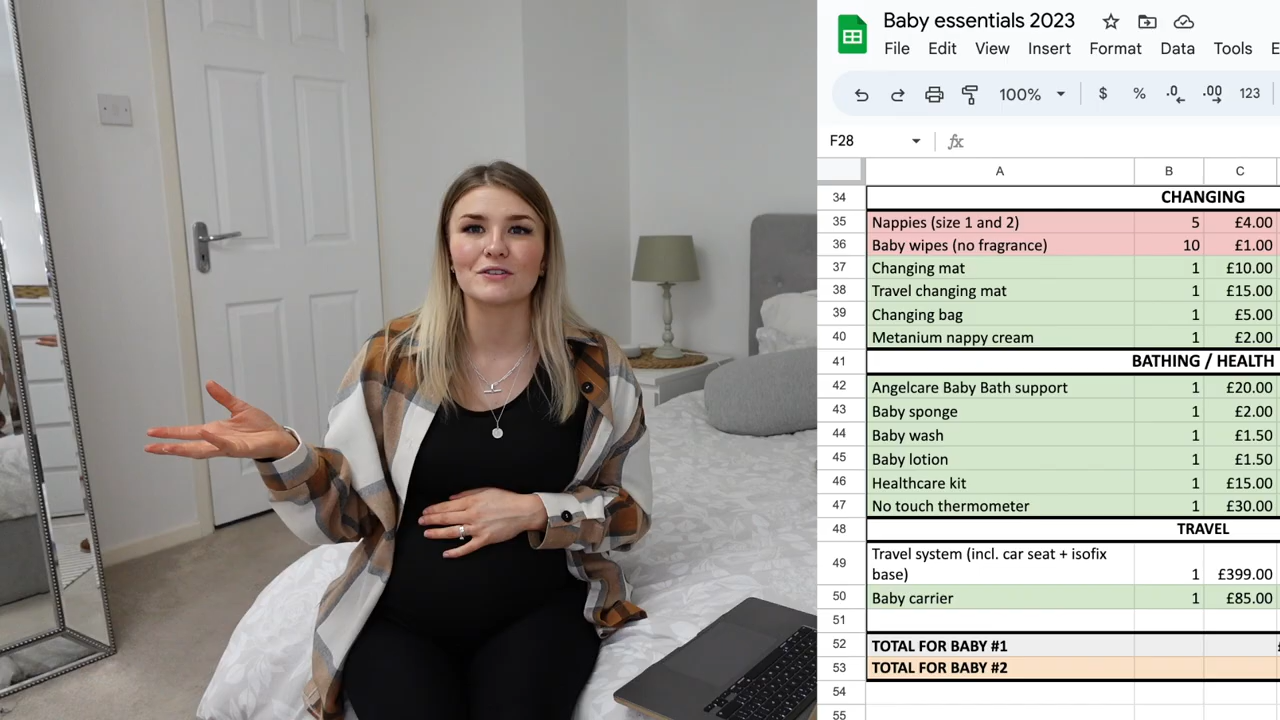 Baby essentials 2023
File Edit View Insert Format Data Tools E
100% $ % .0 .00 123
F28 fx
A B C
34 CHANGING
35 Nappies (size 1 and 2) 5 £4.00
36 Baby wipes (no fragrance) 10 £1.00
37 Changing mat 1 £10.00
38 Travel changing mat 1 £15.00
39 Changing bag 1 £5.00
40 Metanium nappy cream 1 £2.00
41 BATHING / HEALTH
42 Angelcare Baby Bath support 1 £20.00
43 Baby sponge 1 £2.00
44 Baby wash 1 £1.50
45 Baby lotion 1 £1.50
46 Healthcare kit 1 £15.00
47 No touch thermometer 1 £30.00
48 TRAVEL
49 Travel system (incl. car seat + isofix
base) 1 £399.00
50 Baby carrier 1 £85.00
51
52 TOTAL FOR BABY #1 £
53 TOTAL FOR BABY #2
54
55